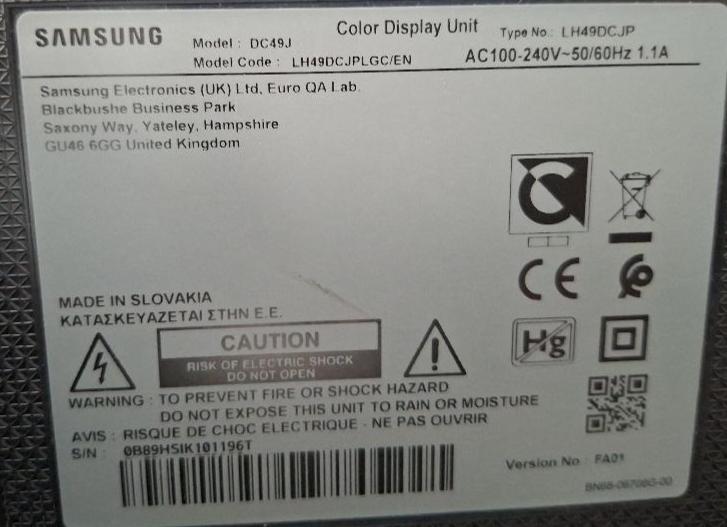 SAMSUNG
Color Display Unit
Model : DC49J
Type No.: LH49DCJP
Model Code : LH49DCJPLGC/EN
AC100-240V~50/60Hz 1.1A
Samsung Electronics (UK) Ltd, Euro QA Lab.
Blackbushe Business Park
Saxony Way, Yateley, Hampshire
GU46 6GG United Kingdom
C
CE
Hg
MADE IN SLOVAKIA
ΚΑΤΑΣΚΕΥΑΖΕΤΑΙ ΣΤΗΝ Ε.Ε.
CAUTION
RISK OF ELECTRIC SHOCK
DO NOT OPEN
WARNING : TO PREVENT FIRE OR SHOCK HAZARD
DO NOT EXPOSE THIS UNIT TO RAIN OR MOISTURE
AVIS : RISQUE DE CHOC ELECTRIQUE - NE PAS OUVRIR
S/N : 0B89HSIK101196T
Version No : FA01